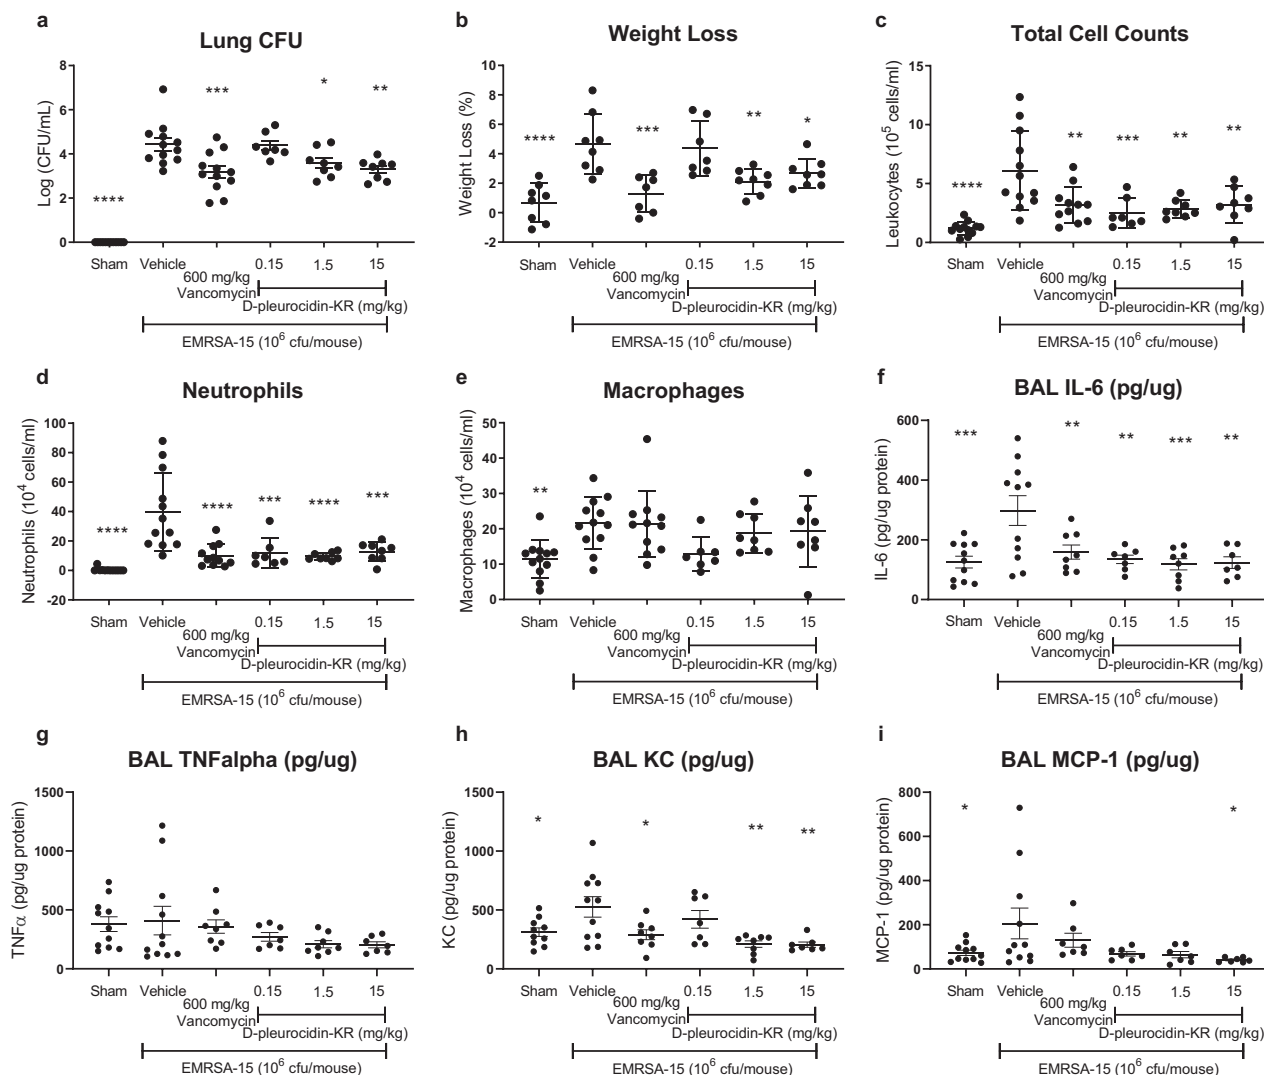 a
Lung CFU
Log (CFU/mL)
8
6
4
2
0
****
***
*
**
Sham
Vehicle
600 mg/kg
Vancomycin
0.15
1.5
15
D-pleurocidin-KR (mg/kg)
EMRSA-15 (10^6 cfu/mouse)
b
Weight Loss
Weight Loss (%)
10
8
6
4
2
0
-2
****
***
**
*
Sham
Vehicle
600 mg/kg
Vancomycin
0.15
1.5
15
D-pleurocidin-KR (mg/kg)
EMRSA-15 (10^6 cfu/mouse)
c
Total Cell Counts
Leukocytes (10^5 cells/ml)
15
10
5
0
****
**
***
**
**
Sham
Vehicle
600 mg/kg
Vancomycin
0.15
1.5
15
D-pleurocidin-KR (mg/kg)
EMRSA-15 (10^6 cfu/mouse)
d
Neutrophils
Neutrophils (10^4 cells/ml)
100
80
60
40
20
0
-20
****
****
***
****
***
Sham
Vehicle
600 mg/kg
Vancomycin
0.15
1.5
15
D-pleurocidin-KR (mg/kg)
EMRSA-15 (10^6 cfu/mouse)
e
Macrophages
Macrophages (10^4 cells/ml)
50
40
30
20
10
0
**
Sham
Vehicle
600 mg/kg
Vancomycin
0.15
1.5
15
D-pleurocidin-KR (mg/kg)
EMRSA-15 (10^6 cfu/mouse)
f
BAL IL-6 (pg/ug)
IL-6 (pg/ug protein)
600
400
200
0
***
**
**
***
**
Sham
Vehicle
600 mg/kg
Vancomycin
0.15
1.5
15
D-pleurocidin-KR (mg/kg)
EMRSA-15 (10^6 cfu/mouse)
g
BAL TNFalpha (pg/ug)
TNFα (pg/ug protein)
1500
1000
500
0
Sham
Vehicle
600 mg/kg
Vancomycin
0.15
1.5
15
D-pleurocidin-KR (mg/kg)
EMRSA-15 (10^6 cfu/mouse)
h
BAL KC (pg/ug)
KC (pg/ug protein)
1500
1000
500
0
*
*
**
**
Sham
Vehicle
600 mg/kg
Vancomycin
0.15
1.5
15
D-pleurocidin-KR (mg/kg)
EMRSA-15 (10^6 cfu/mouse)
i
BAL MCP-1 (pg/ug)
MCP-1 (pg/ug protein)
800
600
400
200
0
*
*
Sham
Vehicle
600 mg/kg
Vancomycin
0.15
1.5
15
D-pleurocidin-KR (mg/kg)
EMRSA-15 (10^6 cfu/mouse)